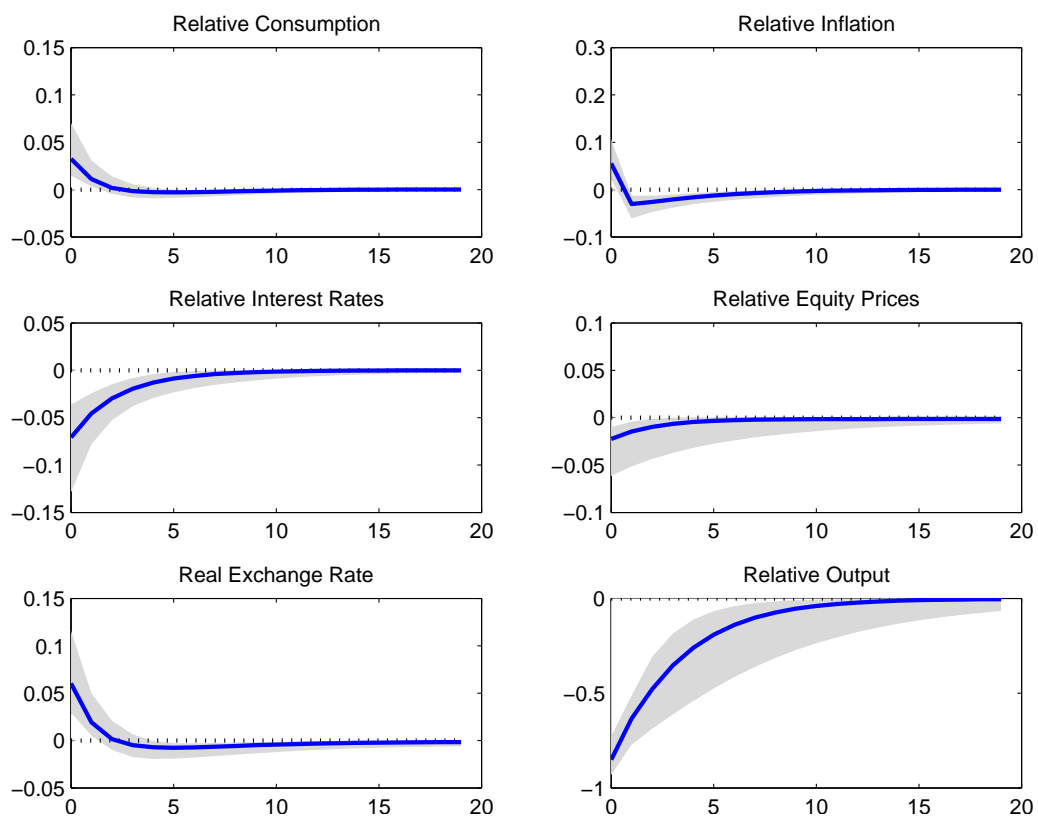 Relative Consumption
0.15
0.1
0.05
0
−0.05
0 5 10 15 20
Relative Inflation
0.3
0.2
0.1
0
−0.1
0 5 10 15 20
Relative Interest Rates
0.05
0
−0.05
−0.1
−0.15
0 5 10 15 20
Relative Equity Prices
0.1
0.05
0
−0.05
−0.1
0 5 10 15 20
Real Exchange Rate
0.15
0.1
0.05
0
−0.05
0 5 10 15 20
Relative Output
0
−0.5
−1
0 5 10 15 20